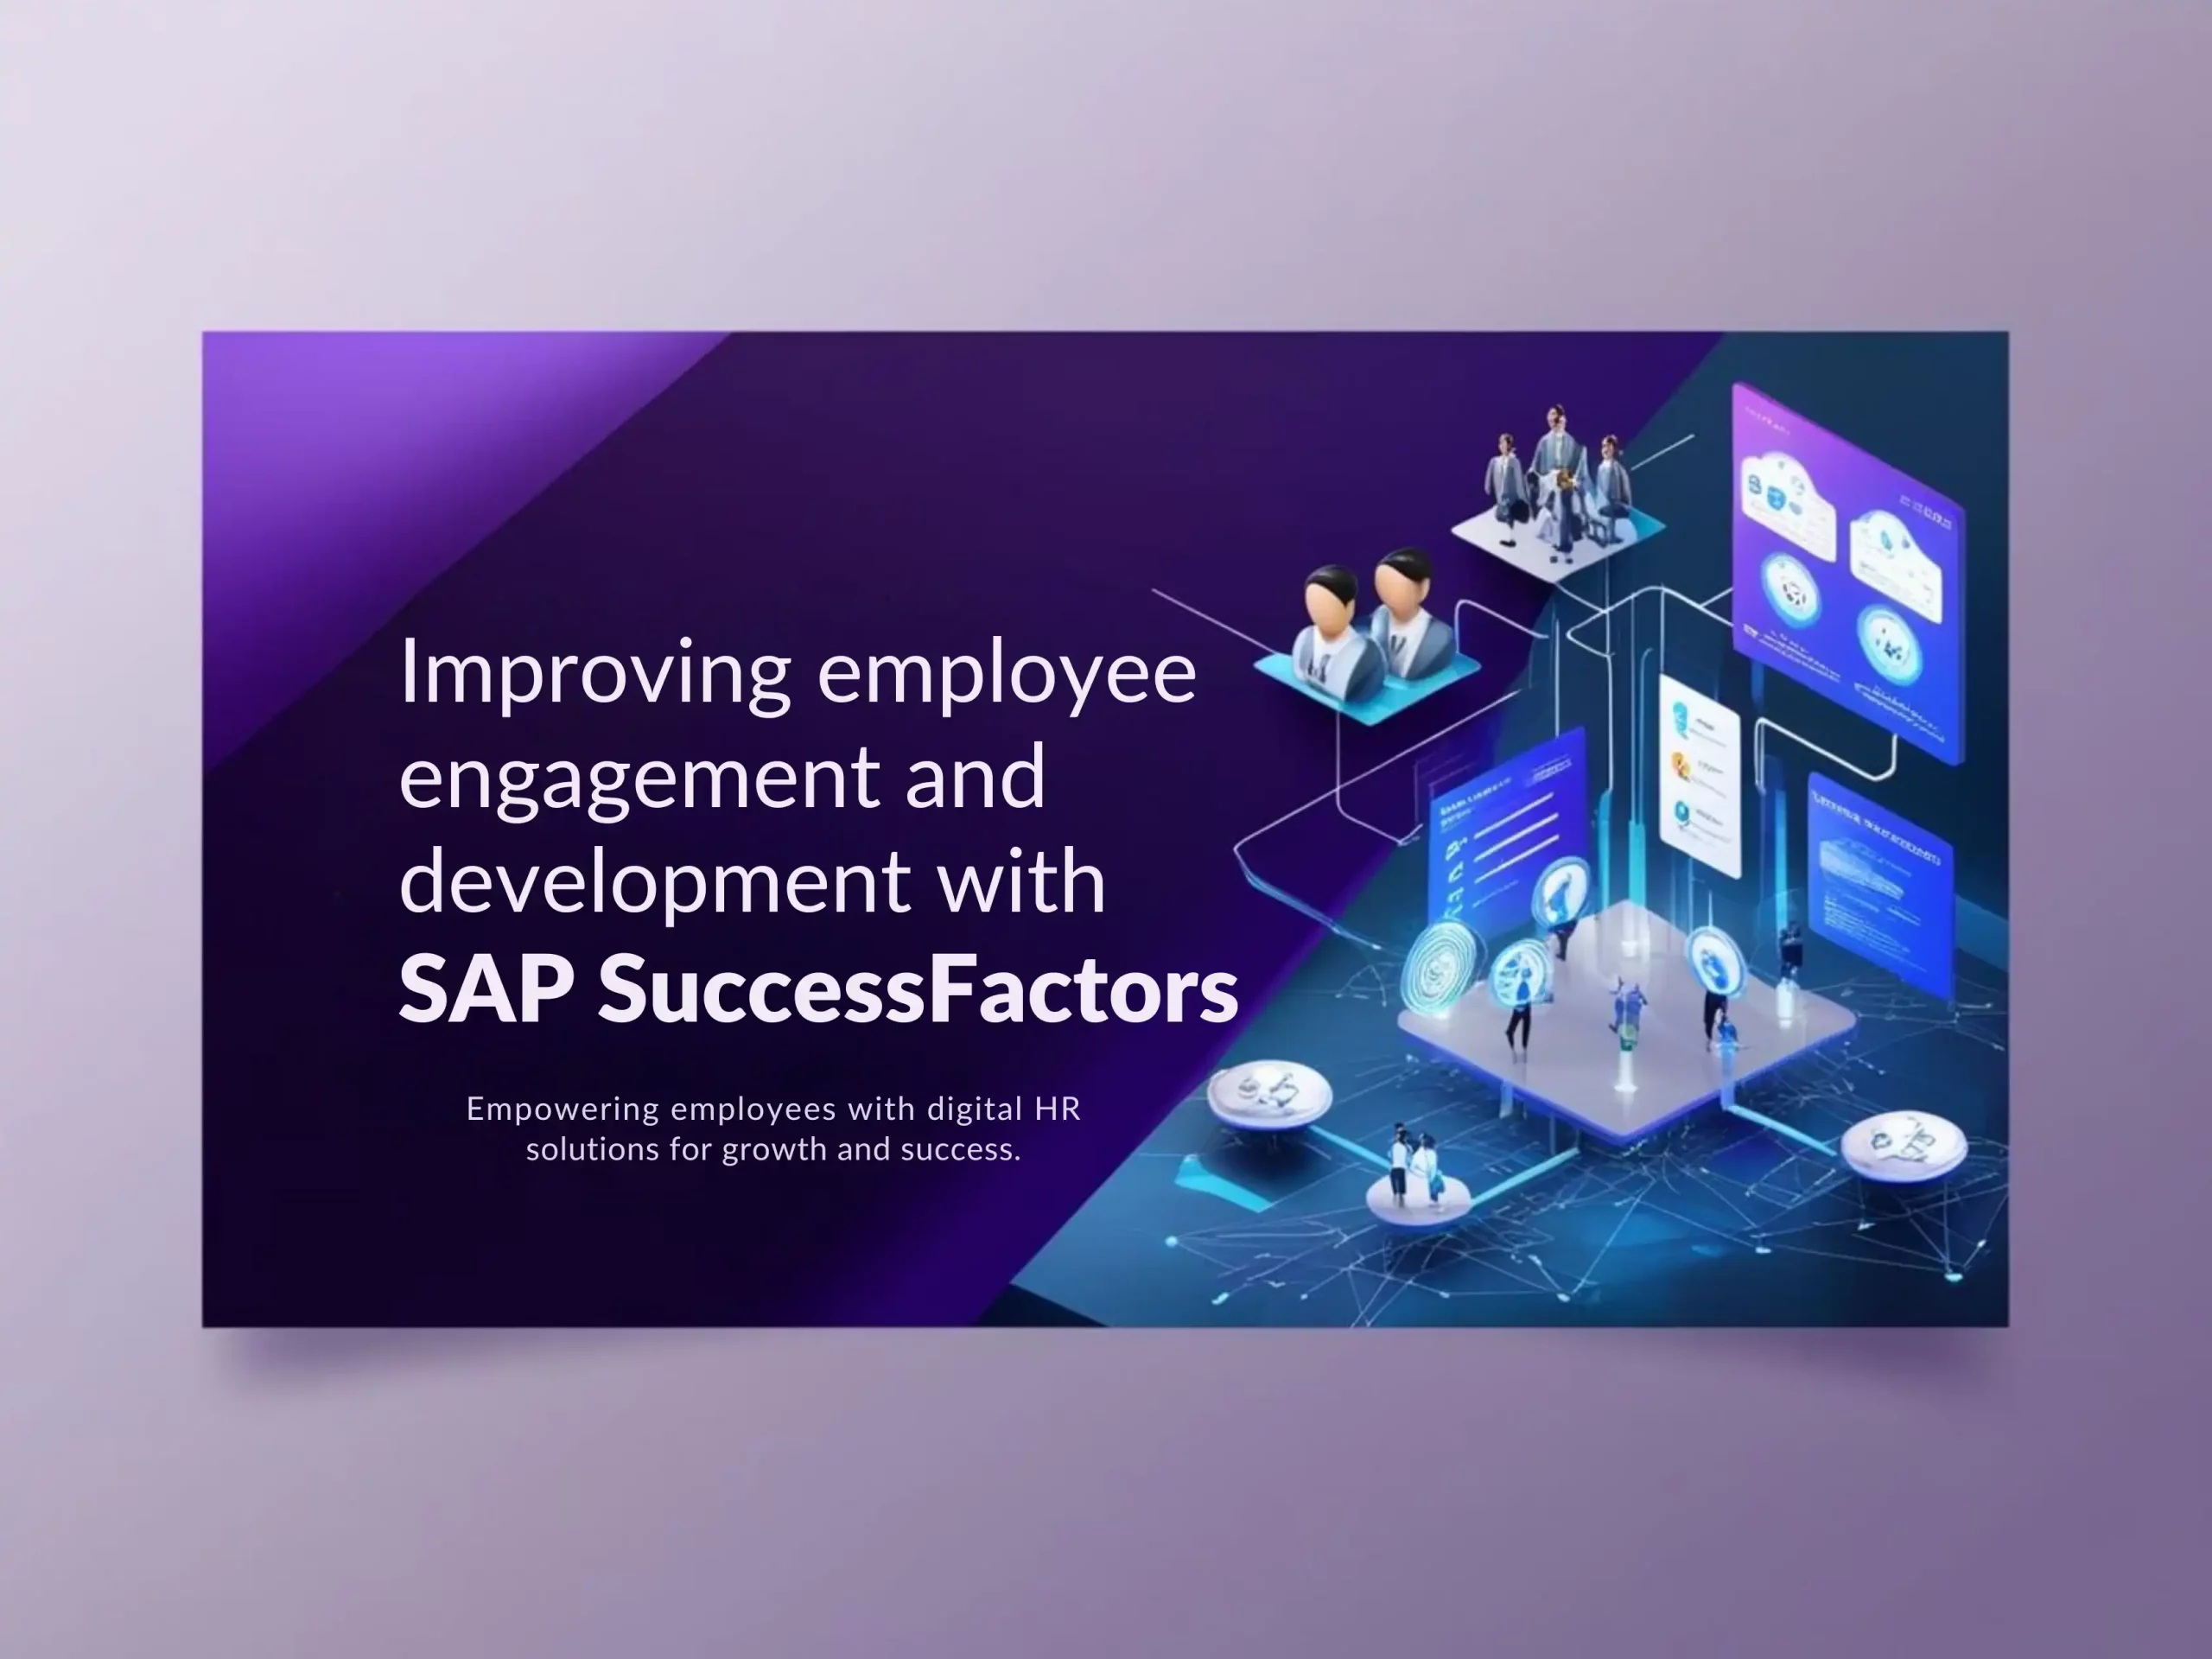 Improving employee
engagement and
development with
SAP SuccessFactors
Empowering employees with digital HR
solutions for growth and success.